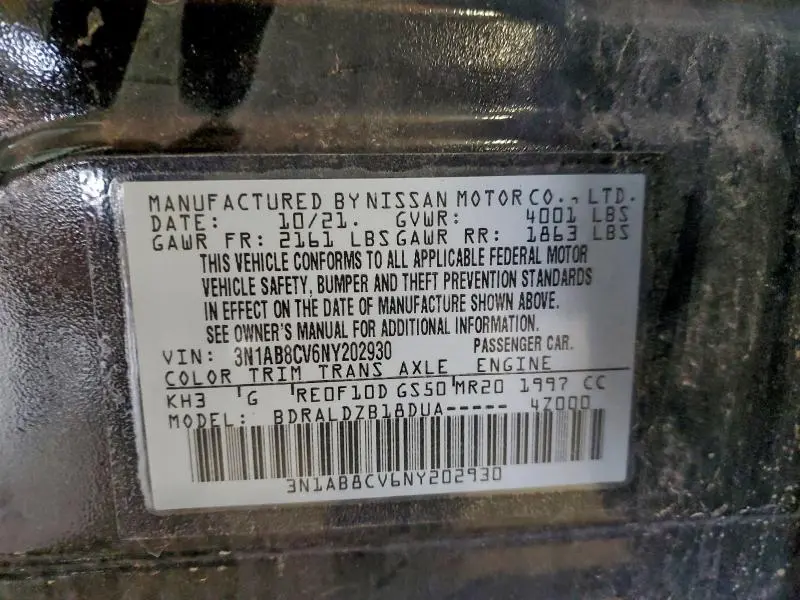 MANUFACTURED BY NISSAN MOTOR CO., LTD.
DATE: 10/21. GVWR: 4001 LBS
GAWR FR: 2161 LBS GAWR RR: 1863 LBS
THIS VEHICLE CONFORMS TO ALL APPLICABLE FEDERAL MOTOR
VEHICLE SAFETY, BUMPER AND THEFT PREVENTION STANDARDS
IN EFFECT ON THE DATE OF MANUFACTURE SHOWN ABOVE.
SEE OWNER'S MANUAL FOR ADDITIONAL INFORMATION.
VIN: 3N1AB8CV6NY202930 PASSENGER CAR.
COLOR TRIM TRANS AXLE ENGINE
KH3 G RE0F10D GS50 MR20 1997 CC
MODEL: BDRALDZB18DUA----- 4Z000
3N1AB8CV6NY202930